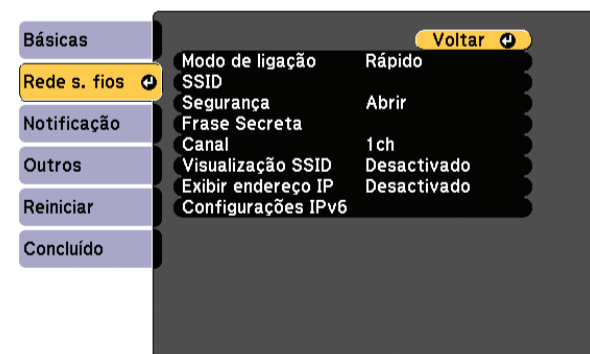 Básicas
Rede s. fios
Notificação
Outros
Reiniciar
Concluído
Voltar
Modo de ligação Rápido
SSID
Segurança Abrir
Frase Secreta
Canal 1ch
Visualização SSID Desactivado
Exibir endereço IP Desactivado
Configurações IPv6